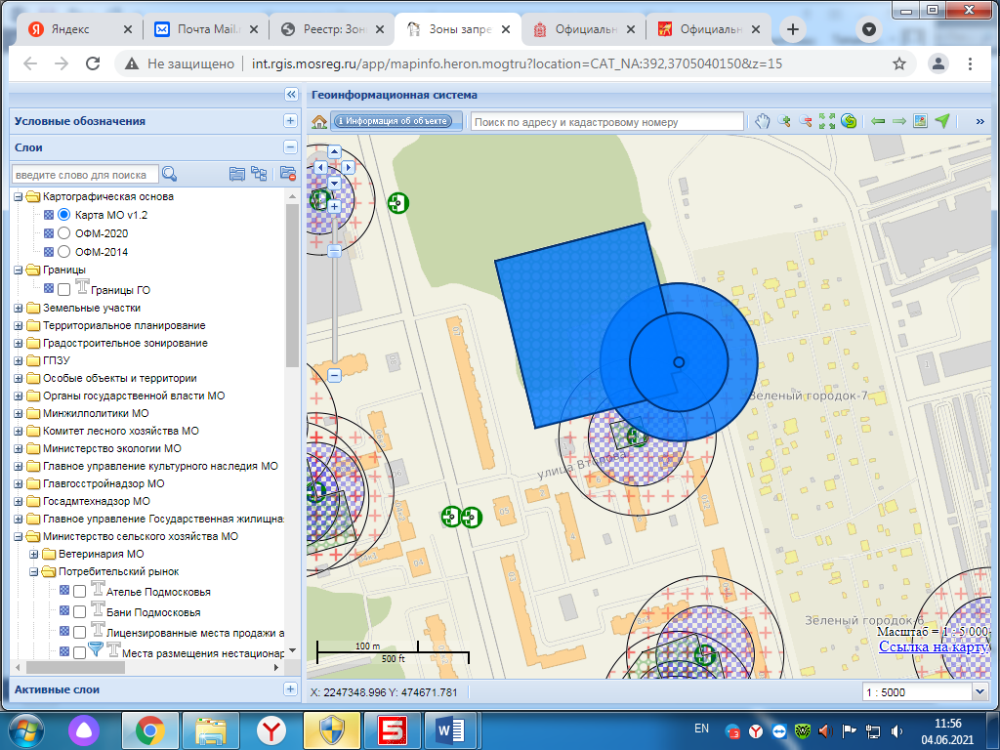 Яндекс
Почта Mail.
Реестр: Зон
Зоны запре
Официальн
Официальн
Не защищено
int.rgis.mosreg.ru/app/mapinfo.heron.mogtru?location=CAT_NA:392,3705040150&z=15
Условные обозначения
Слои
введите слово для поиска
Картографическая основа
Карта МО v1.2
ОФМ-2020
ОФМ-2014
Границы
Границы ГО
Земельные участки
Территориальное планирование
Градостроительное зонирование
ГПЗУ
Особые объекты и территории
Органы государственной власти МО
Минжилполитики МО
Комитет лесного хозяйства МО
Министерство экологии МО
Главное управление культурного наследия МО
Главгосстройнадзор МО
Госадмтехнадзор МО
Главное управление Государственная жилищна
Министерство сельского хозяйства МО
Ветеринария МО
Потребительский рынок
Ателье Подмосковья
Бани Подмосковья
Лицензированные места продажи а
Места размещения нестационар
Активные слои
Геоинформационная система
Информация об объекте
Поиск по адресу и кадастровому номеру
Зеленый городок-7
улица Втор
Зеленый городок-6
Масштаб = 1 : 5 000
Ссылка на карту
100 m
500 ft
X: 2247348.996 Y: 474671.781
1 : 5000
EN
11:56
04.06.2021